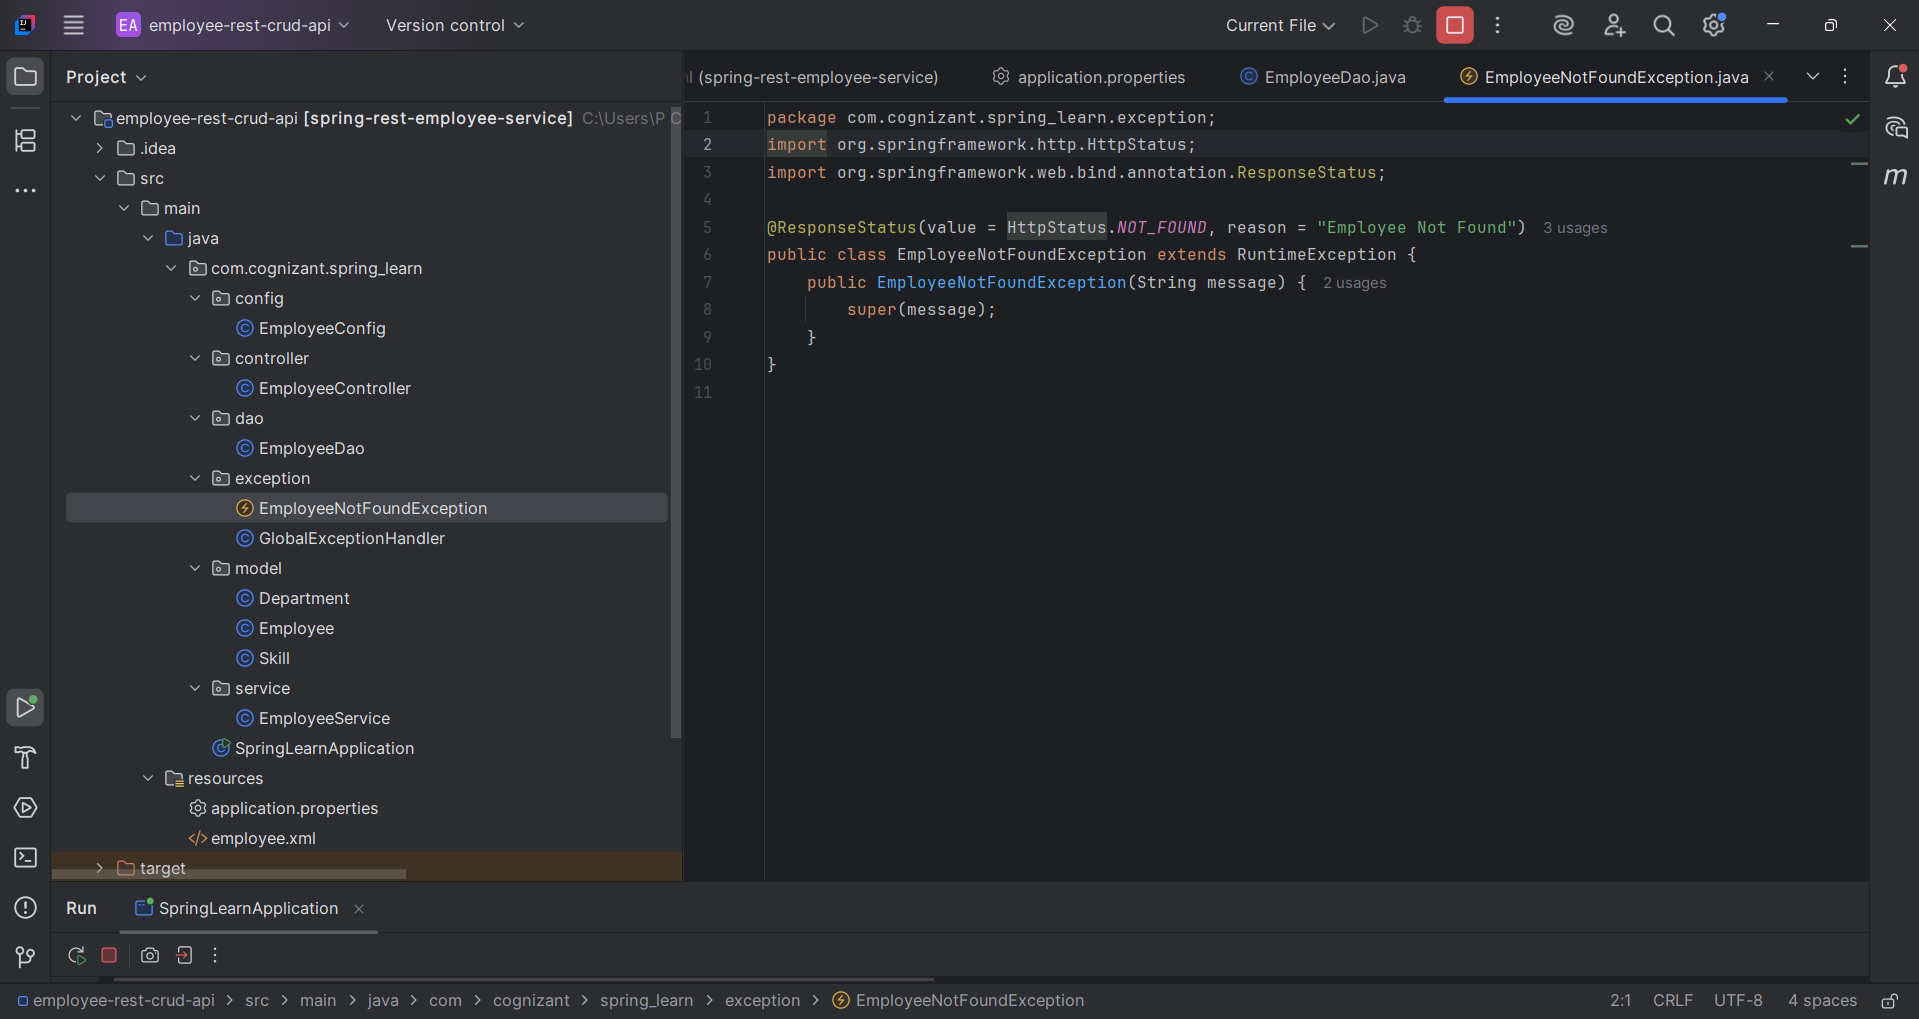 EA employee-rest-crud-api Version control Current File
Project
l (spring-rest-employee-service) application.properties EmployeeDao.java EmployeeNotFoundException.java
employee-rest-crud-api [spring-rest-employee-service] C:\Users\P C
.idea
src
main
java
com.cognizant.spring_learn
config
EmployeeConfig
controller
EmployeeController
dao
EmployeeDao
exception
EmployeeNotFoundException
GlobalExceptionHandler
model
Department
Employee
Skill
service
EmployeeService
SpringLearnApplication
resources
application.properties
employee.xml
target
1 package com.cognizant.spring_learn.exception;
2 import org.springframework.http.HttpStatus;
3 import org.springframework.web.bind.annotation.ResponseStatus;
4
5 @ResponseStatus(value = HttpStatus.NOT_FOUND, reason = "Employee Not Found") 3 usages
6 public class EmployeeNotFoundException extends RuntimeException {
7 public EmployeeNotFoundException(String message) { 2 usages
8 super(message);
9 }
10 }
11
m
Run SpringLearnApplication
employee-rest-crud-api > src > main > java > com > cognizant > spring_learn > exception > EmployeeNotFoundException 2:1 CRLF UTF-8 4 spaces